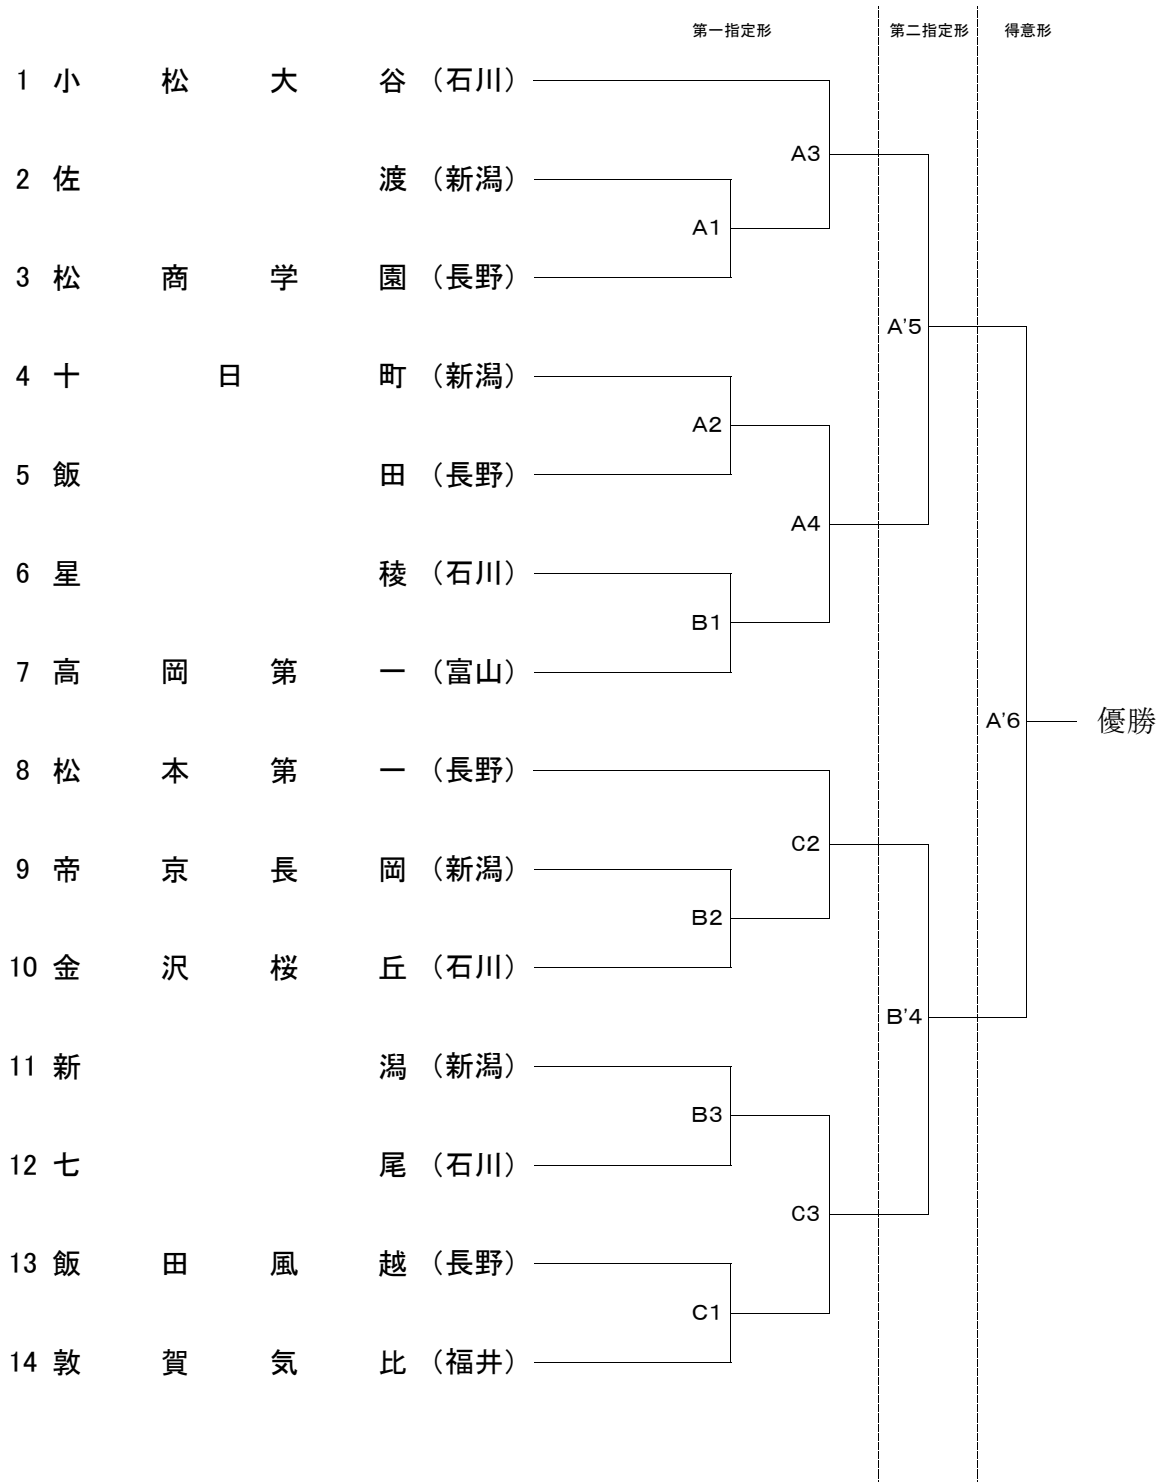 第一指定形 第二指定形 得意形
1 小松大谷 (石川)
A3
2 佐渡 (新潟)
A1
3 松商学園 (長野)
A'5
4 十日町 (新潟)
A2
5 飯田 (長野)
A4
6 星稜 (石川)
B1
7 高岡第一 (富山)
A'6 優勝
8 松本第一 (長野)
C2
9 帝京長岡 (新潟)
B2
10 金沢桜丘 (石川)
B'4
11 新潟 (新潟)
B3
12 七尾 (石川)
C3
13 飯田風越 (長野)
C1
14 敦賀気比 (福井)